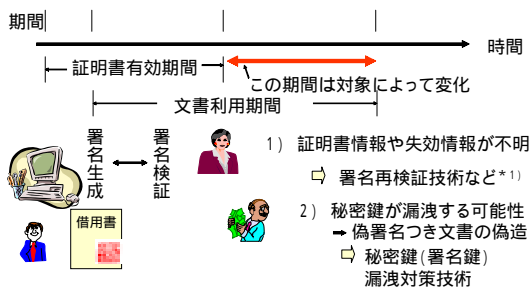 期間
時間
証明書有効期間
この期間は対象によって変化
文書利用期間
署名生成
署名検証
1) 証明書情報や失効情報が不明
⇨ 署名再検証技術など*1)
2) 秘密鍵が漏洩する可能性
➡ 偽署名つき文書の偽造
⇨ 秘密鍵(署名鍵)
漏洩対策技術
借用書